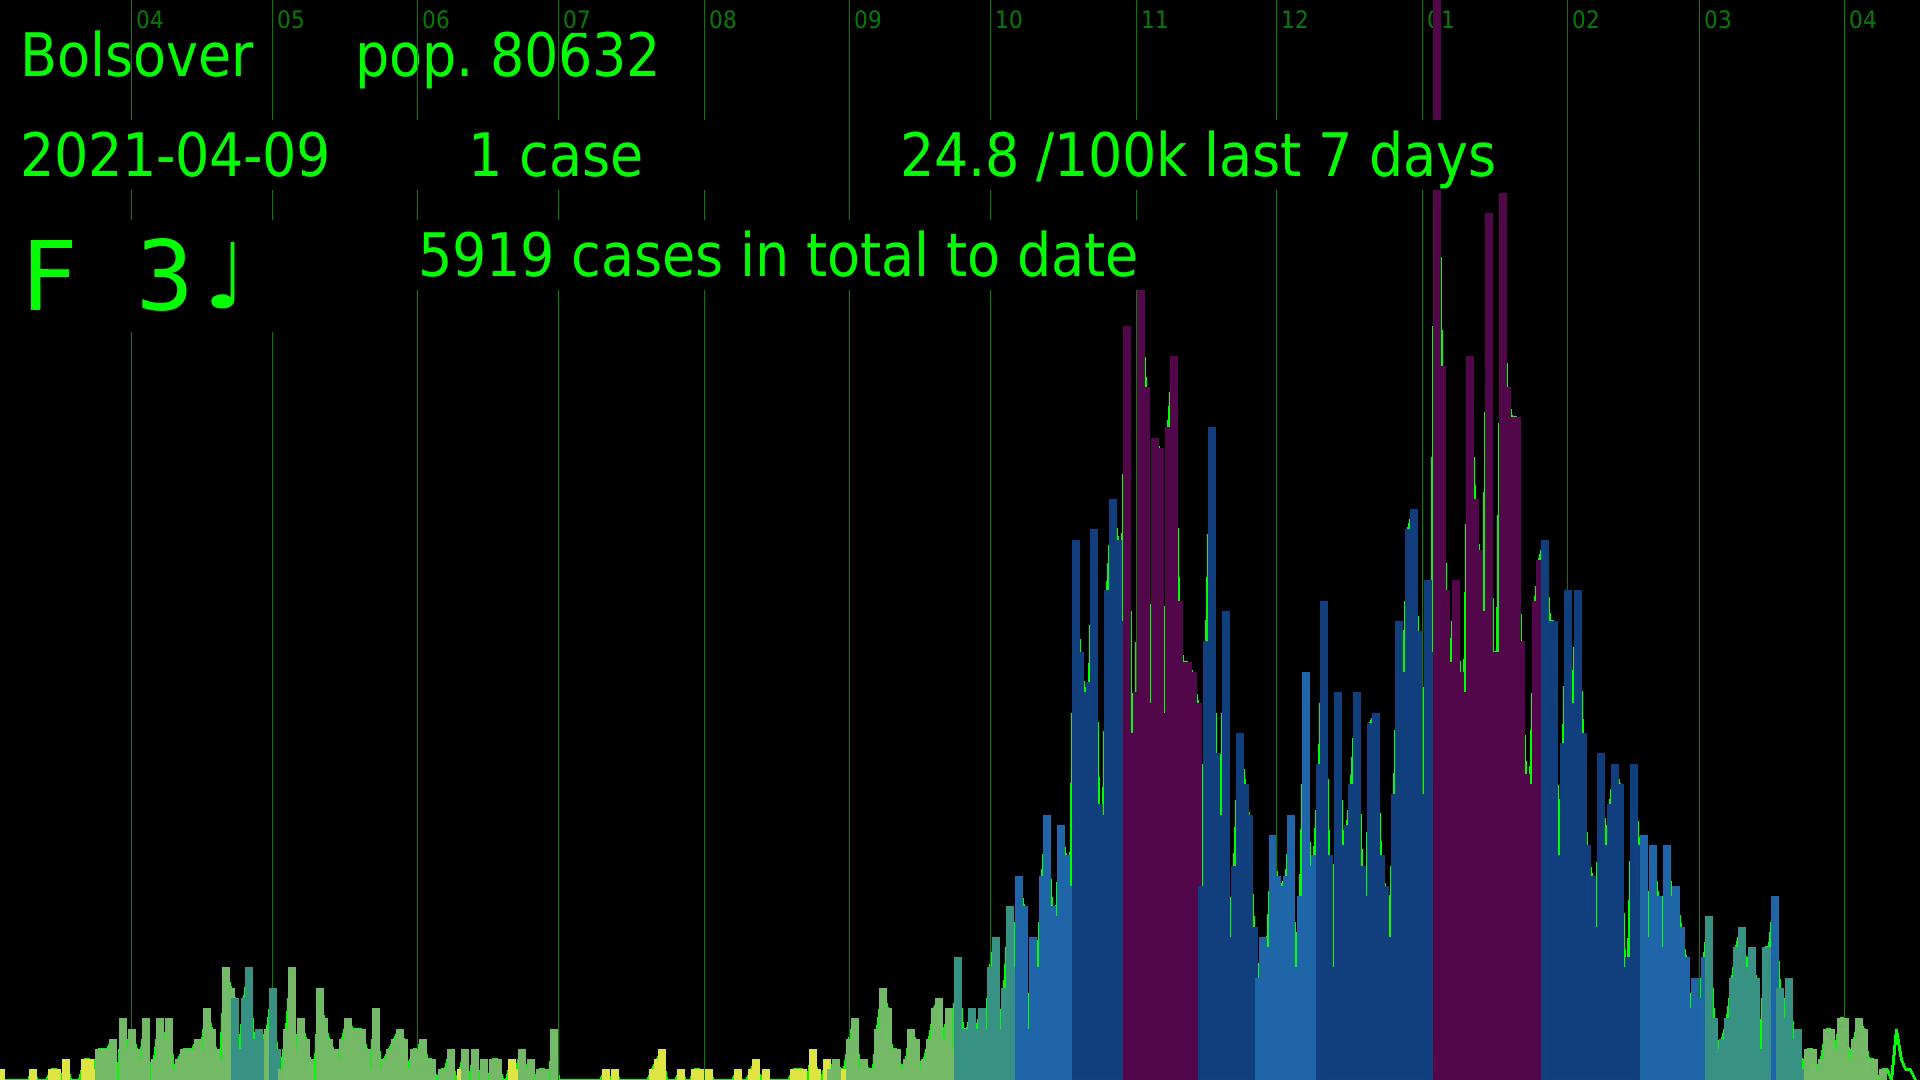 04 05 06 07 08 09 10 11 12 01 02 03 04
Bolsover pop. 80632
2021-04-09 1 case 24.8 /100k last 7 days
F 3♩ 5919 cases in total to date